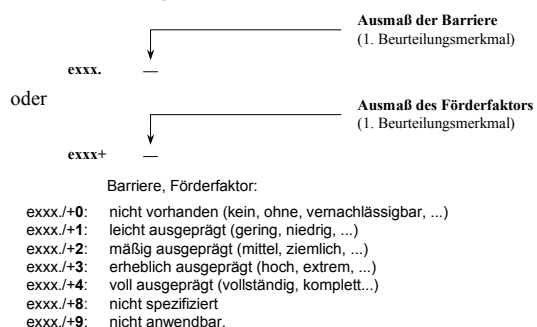 Ausmaß der Barriere
(1. Beurteilungsmerkmal)
exxx. __
oder
Ausmaß des Förderfaktors
(1. Beurteilungsmerkmal)
exxx+ __
Barriere, Förderfaktor:
exxx./+0: nicht vorhanden (kein, ohne, vernachlässigbar, ...)
exxx./+1: leicht ausgeprägt (gering, niedrig, ...)
exxx./+2: mäßig ausgeprägt (mittel, ziemlich, ...)
exxx./+3: erheblich ausgeprägt (hoch, extrem, ...)
exxx./+4: voll ausgeprägt (vollständig, komplett...)
exxx./+8: nicht spezifiziert
exxx./+9: nicht anwendbar.